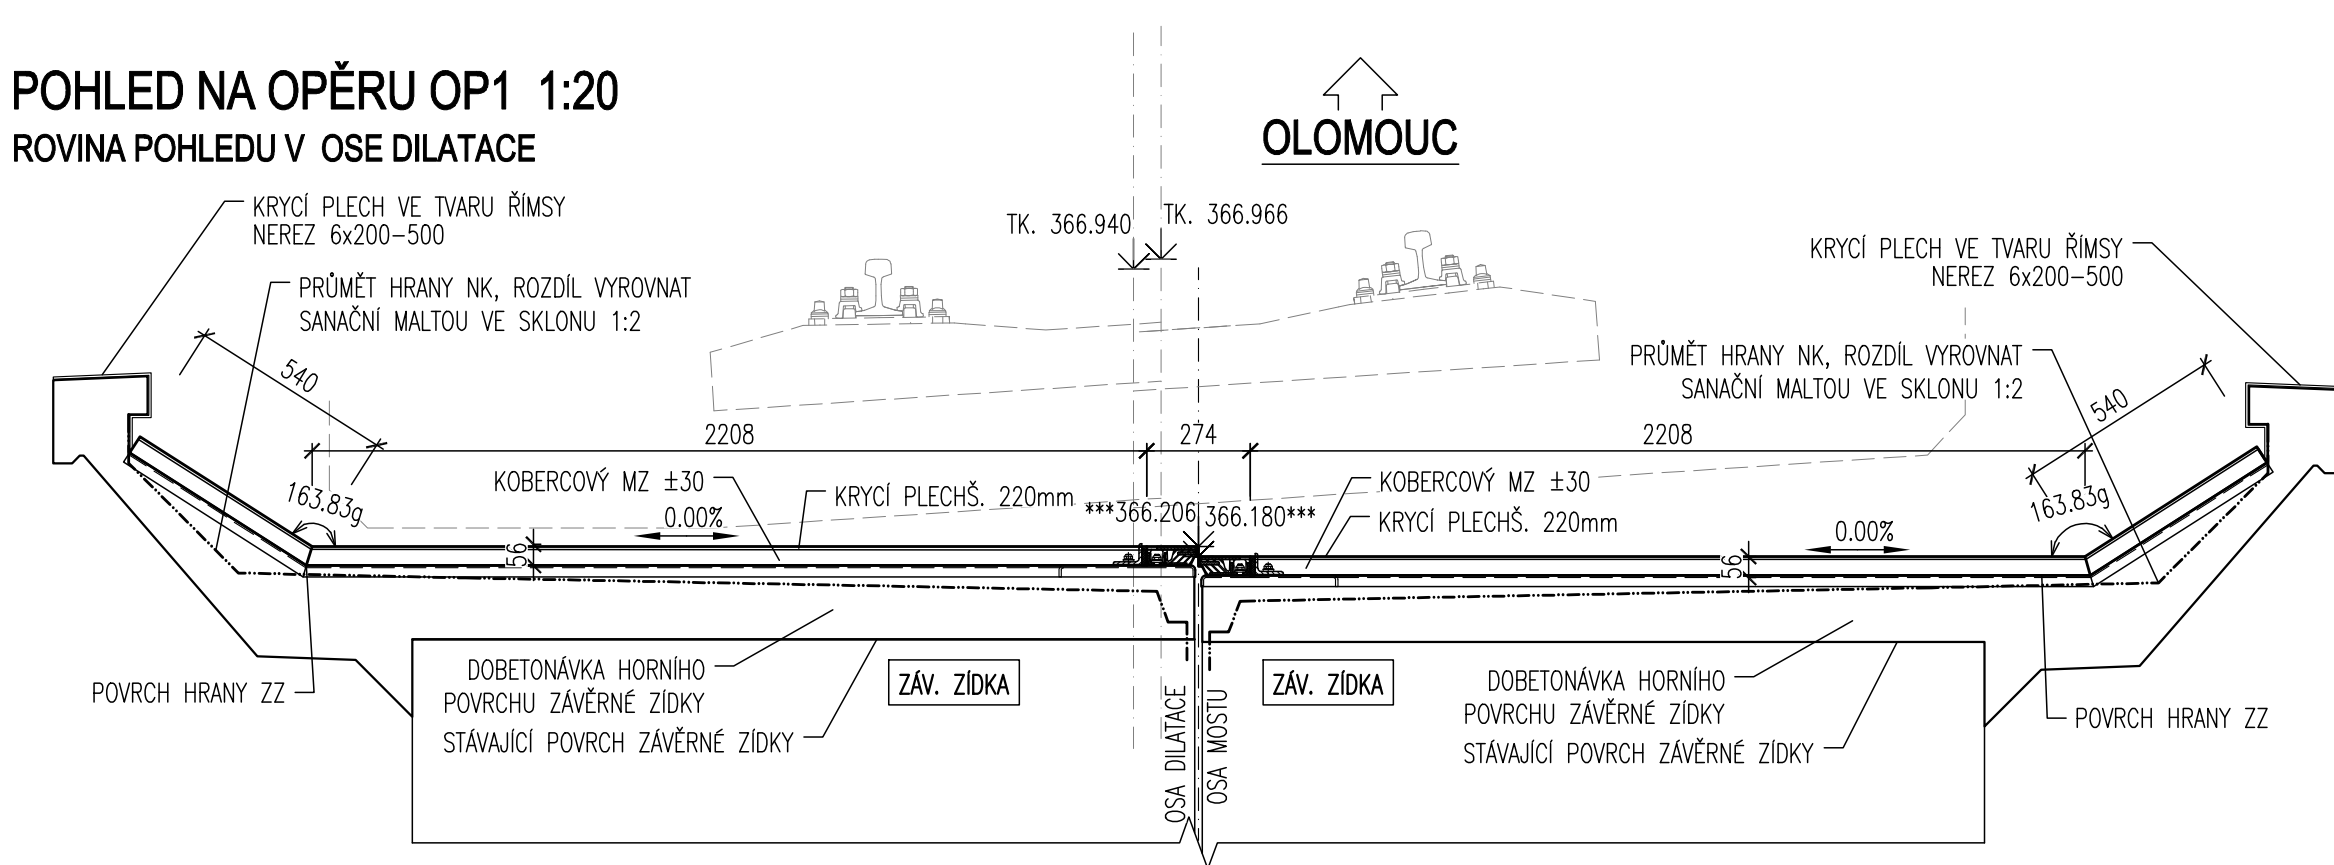 POHLED NA OPĚRU OP1 1:20
ROVINA POHLEDU V OSE DILATACE
OLOMOUC
KRYCÍ PLECH VE TVARU ŘÍMSY
NEREZ 6x200-500
PRŮMĚT HRANY NK, ROZDÍL VYROVNAT
SANAČNÍ MALTOU VE SKLONU 1:2
TK. 366.940
TK. 366.966
KRYCÍ PLECH VE TVARU ŘÍMSY
NEREZ 6x200-500
PRŮMĚT HRANY NK, ROZDÍL VYROVNAT
SANAČNÍ MALTOU VE SKLONU 1:2
540
540
2208
274
2208
163.83g
KOBERCOVÝ MZ ±30
KRYCÍ PLECHŠ. 220mm
0.00%
56
***366.206
366.180***
KOBERCOVÝ MZ ±30
KRYCÍ PLECHŠ. 220mm
0.00%
56
163.83g
POVRCH HRANY ZZ
DOBETONÁVKA HORNÍHO
POVRCHU ZÁVĚRNÉ ZÍDKY
STÁVAJÍCÍ POVRCH ZÁVĚRNÉ ZÍDKY
ZÁV. ZÍDKA
OSA DILATACE
OSA MOSTU
ZÁV. ZÍDKA
DOBETONÁVKA HORNÍHO
POVRCHU ZÁVĚRNÉ ZÍDKY
STÁVAJÍCÍ POVRCH ZÁVĚRNÉ ZÍDKY
POVRCH HRANY ZZ